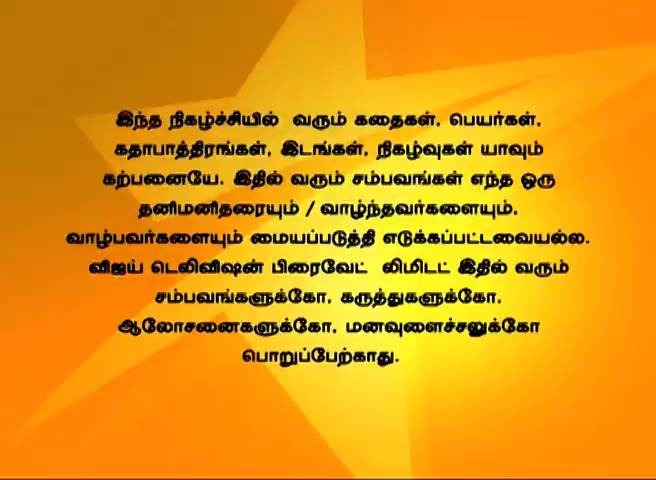 இந்த நிகழ்ச்சியில் வரும் கதைகள், பெயர்கள்,
கதாபாத்திரங்கள், இடங்கள், நிகழ்வுகள் யாவும்
கற்பனையே. இதில் வரும் சம்பவங்கள் எந்த ஒரு
தனிமனிதரையும் / வாழ்ந்தவர்களையும்,
வாழ்பவர்களையும் மையப்படுத்தி எடுக்கப்பட்டவையல்ல.
விஜய் டெலிவிஷன் பிரைவேட் லிமிடட் இதில் வரும்
சம்பவங்களுக்கோ, கருத்துகளுக்கோ,
ஆலோசனைகளுக்கோ, மனவுளைச்சலுக்கோ
பொறுப்பேற்காது.